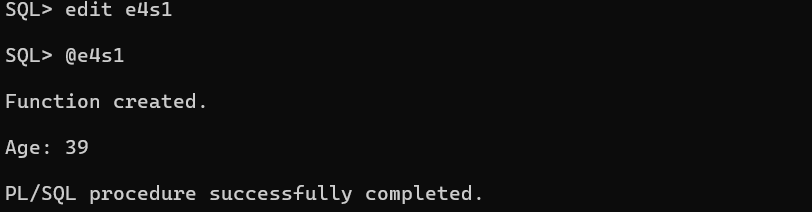 SQL> edit e4s1
SQL> @e4s1
Function created.
Age: 39
PL/SQL procedure successfully completed.